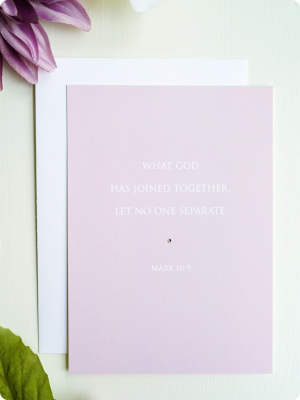 WHAT GOD
HAS JOINED TOGETHER,
LET NO ONE SEPARATE.
MARK 10:9